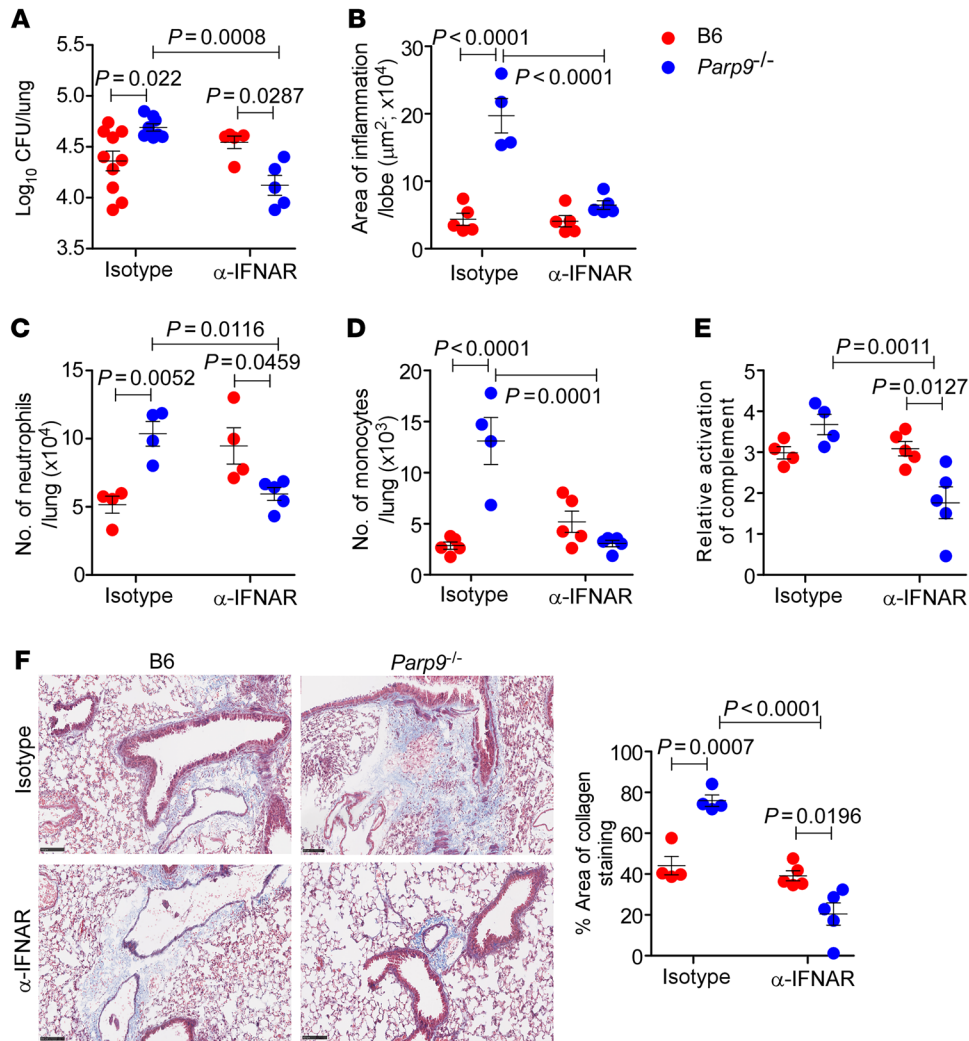 A
Log10 CFU/lung
5.5
5.0
4.5
4.0
3.5
P = 0.0008
P = 0.022
P = 0.0287
Isotype
α-IFNAR
B
Area of inflammation
/lobe (μm2; x104)
30
20
10
0
P < 0.0001
P < 0.0001
Isotype
α-IFNAR
B6
Parp9-/-
C
No. of neutrophils
/lung (x104)
15
10
5
0
P = 0.0116
P = 0.0052
P = 0.0459
Isotype
α-IFNAR
D
No. of monocytes
/lung (x103)
20
15
10
5
0
P < 0.0001
P = 0.0001
Isotype
α-IFNAR
E
Relative activation
of complement
5
4
3
2
1
0
P = 0.0011
P = 0.0127
Isotype
α-IFNAR
F
B6
Parp9-/-
Isotype
α-IFNAR
% Area of collagen
staining
100
80
60
40
20
0
P < 0.0001
P = 0.0007
P = 0.0196
Isotype
α-IFNAR